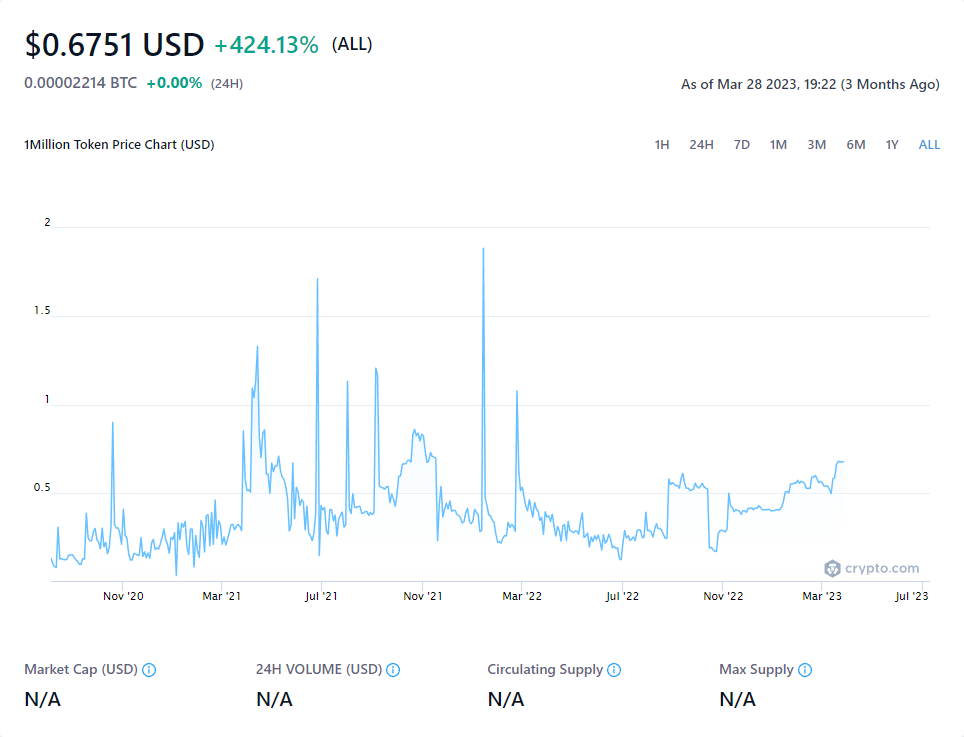 $0.6751 USD +424.13% (ALL)
0.00002214 BTC +0.00% (24H)
As of Mar 28 2023, 19:22 (3 Months Ago)
1Million Token Price Chart (USD)
1H 24H 7D 1M 3M 6M 1Y ALL
2
1.5
1
0.5
crypto.com
Nov '20 Mar '21 Jul '21 Nov '21 Mar '22 Jul '22 Nov '22 Mar '23 Jul '23
Market Cap (USD) 24H VOLUME (USD) Circulating Supply Max Supply
N/A N/A N/A N/A